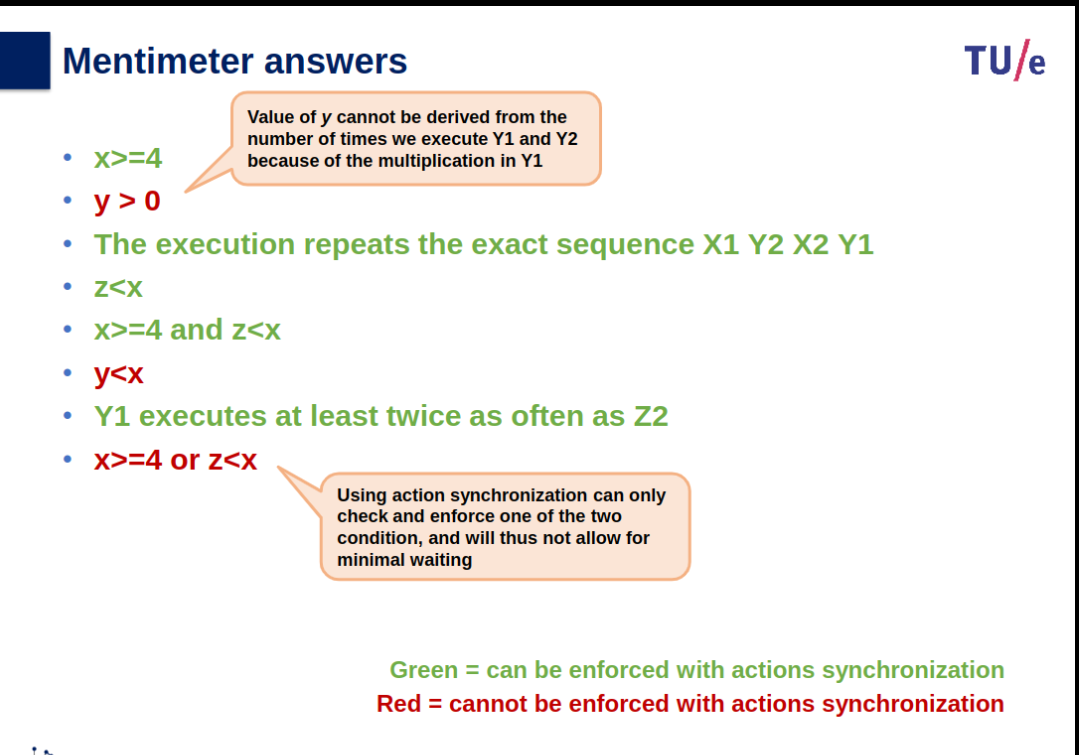 Mentimeter answers
TU/e
Value of y cannot be derived from the
number of times we execute Y1 and Y2
because of the multiplication in Y1
• x>=4
• y > 0
• The execution repeats the exact sequence X1 Y2 X2 Y1
• z<x
• x>=4 and z<x
• y<x
• Y1 executes at least twice as often as Z2
• x>=4 or z<x
Using action synchronization can only
check and enforce one of the two
condition, and will thus not allow for
minimal waiting
Green = can be enforced with actions synchronization
Red = cannot be enforced with actions synchronization